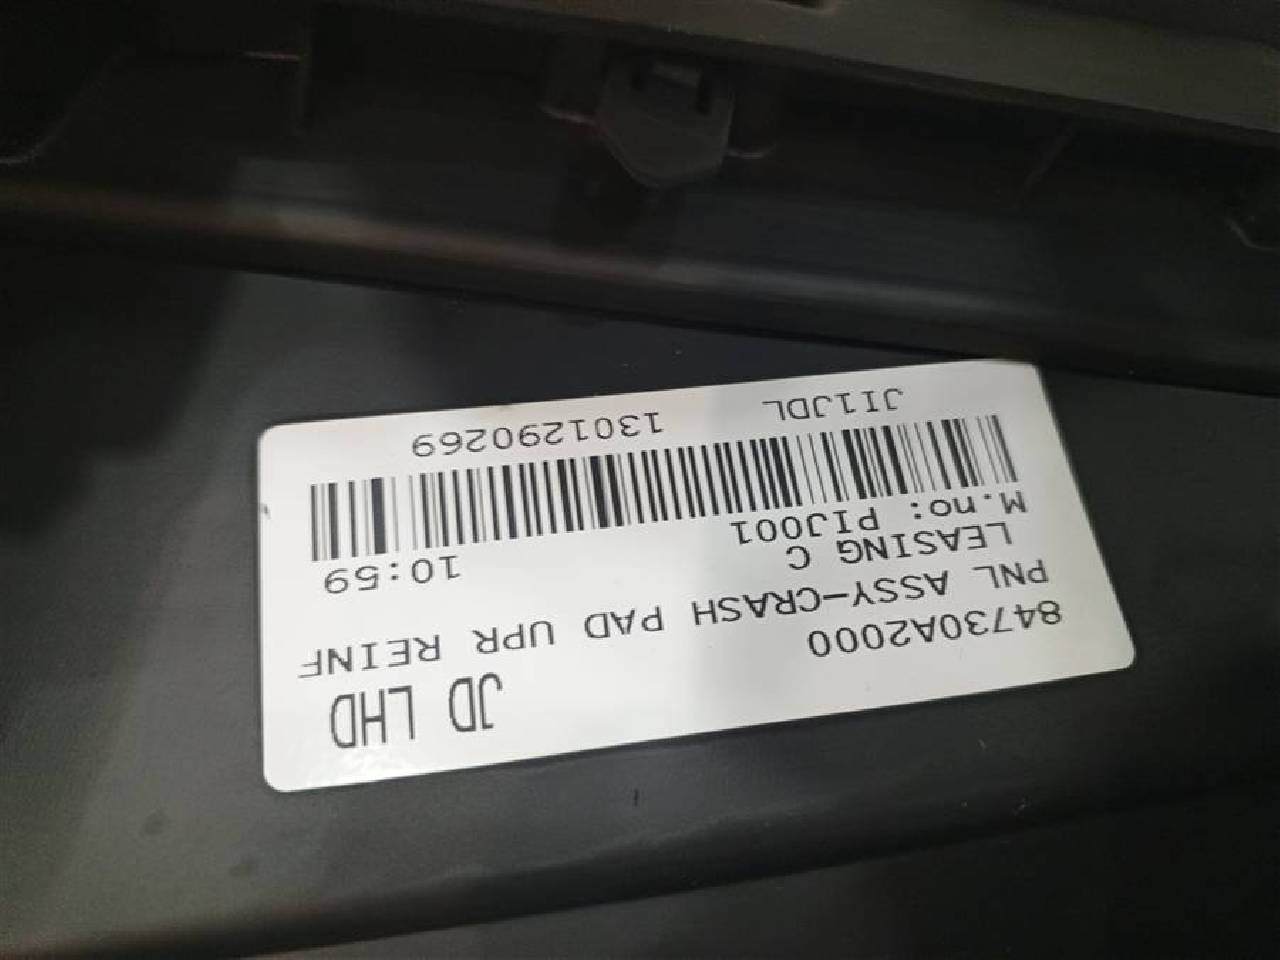 84730A2000 JD LHD
PNL ASSY-CRASH PAD UPR REINF
LEASING C
M.no: PIJ001 10:59
JI1JDL 1301290269